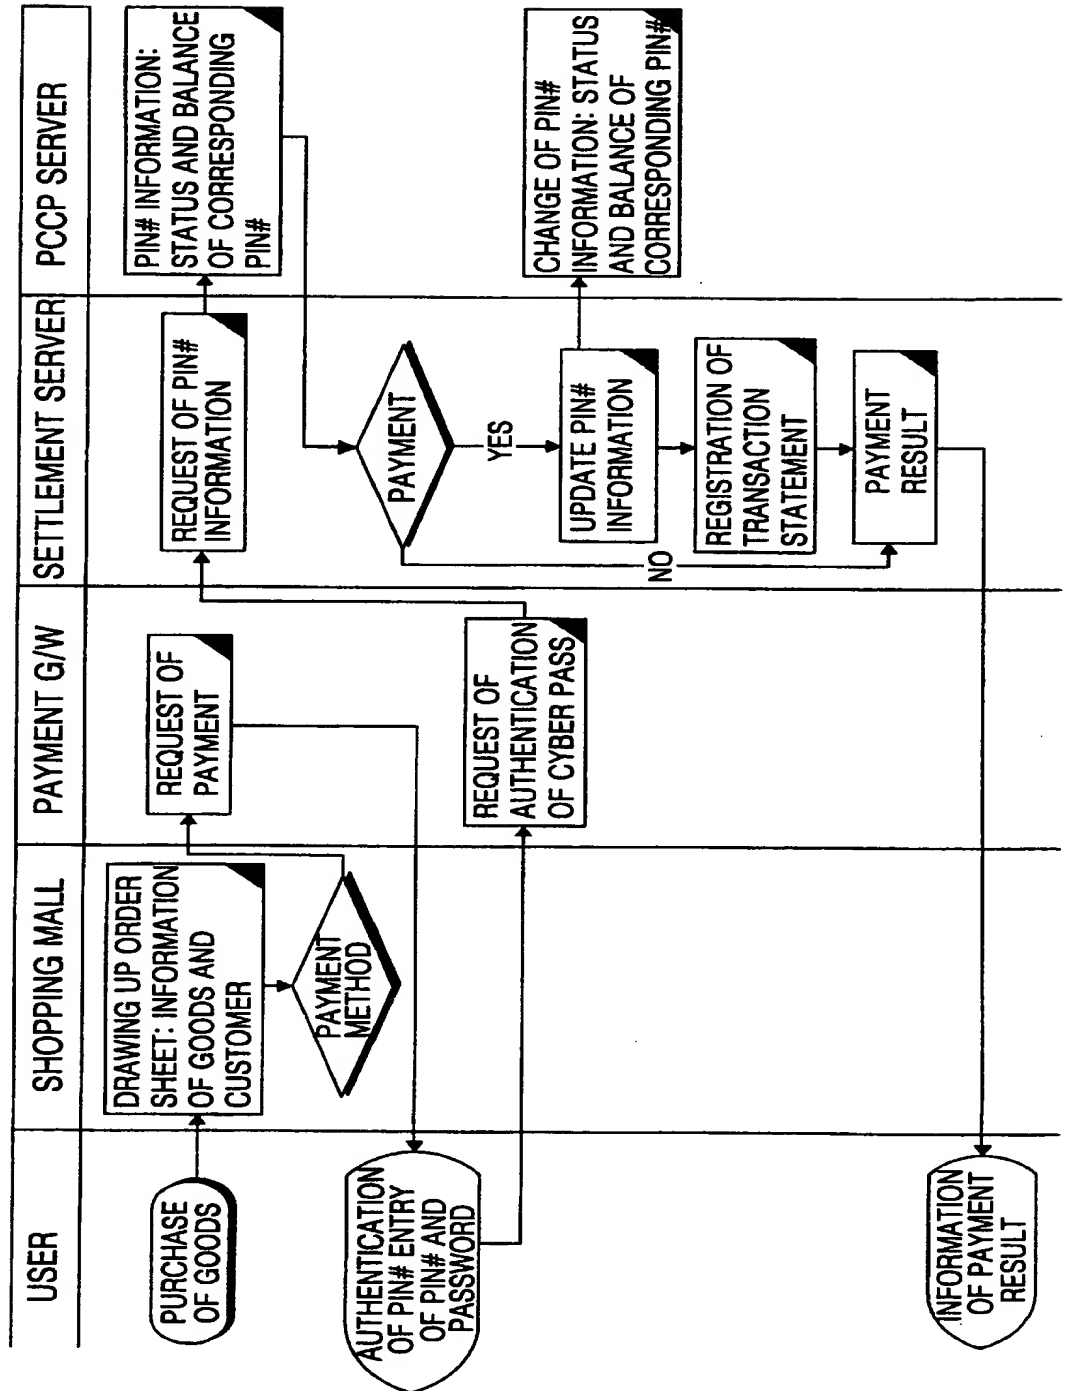 USER
SHOPPING MALL
PAYMENT G/W
SETTLEMENT SERVER
PCCP SERVER
PURCHASE
OF GOODS
DRAWING UP ORDER
SHEET: INFORMATION
OF GOODS AND
CUSTOMER
PAYMENT
METHOD
REQUEST OF
PAYMENT
AUTHENTICATION
OF PIN# ENTRY
OF PIN# AND
PASSWORD
REQUEST OF
AUTHENTICATION
OF CYBER PASS
REQUEST OF PIN#
INFORMATION
PIN# INFORMATION:
STATUS AND BALANCE
OF CORRESPONDING
PIN#
PAYMENT
YES
NO
UPDATE PIN#
INFORMATION
CHANGE OF PIN#
INFORMATION: STATUS
AND BALANCE OF
CORRESPONDING PIN#
REGISTRATION OF
TRANSACTION
STATEMENT
PAYMENT
RESULT
INFORMATION
OF PAYMENT
RESULT